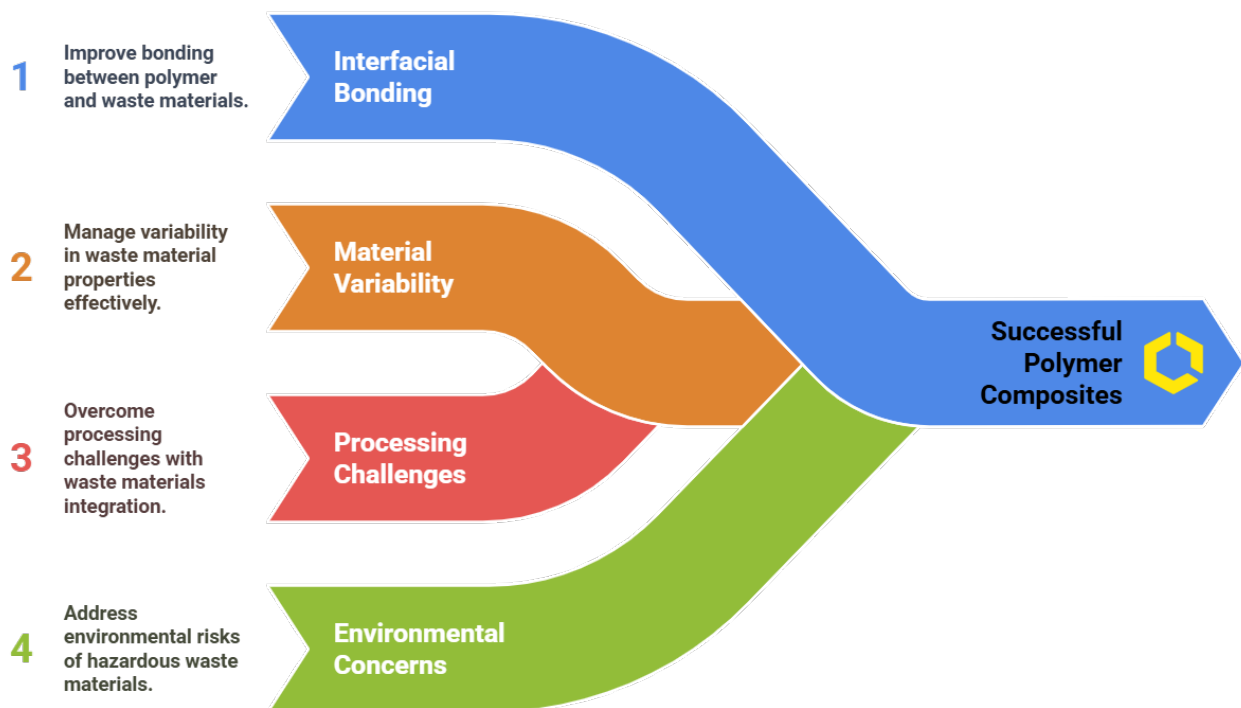 1
Improve bonding
between polymer
and waste materials.
Interfacial
Bonding
2
Manage variability
in waste material
properties
effectively.
Material
Variability
3
Overcome
processing
challenges with
waste materials
integration.
Processing
Challenges
4
Address
environmental risks
of hazardous waste
materials.
Environmental
Concerns
Successful
Polymer
Composites